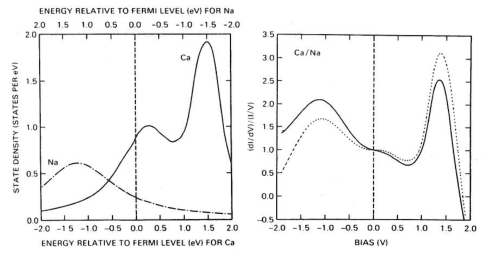 ENERGY RELATIVE TO FERMI LEVEL (eV) FOR Na
2.0 1.5 1.0 0.5 0.0 -0.5 -1.0 -1.5 -2.0
STATE DENSITY (STATES PER eV)
2.0
1.5
1.0
0.5
0.0
Ca
Na
-2.0 -1.5 -1.0 -0.5 0.0 0.5 1.0 1.5 2.0
ENERGY RELATIVE TO FERMI LEVEL (eV) FOR Ca
(dI/dV)/(I/V)
3.5
3.0
2.5
2.0
1.5
1.0
0.5
0.0
-0.5
Ca/Na
-2.0 -1.5 -1.0 -0.5 0.0 0.5 1.0 1.5 2.0
BIAS (V)